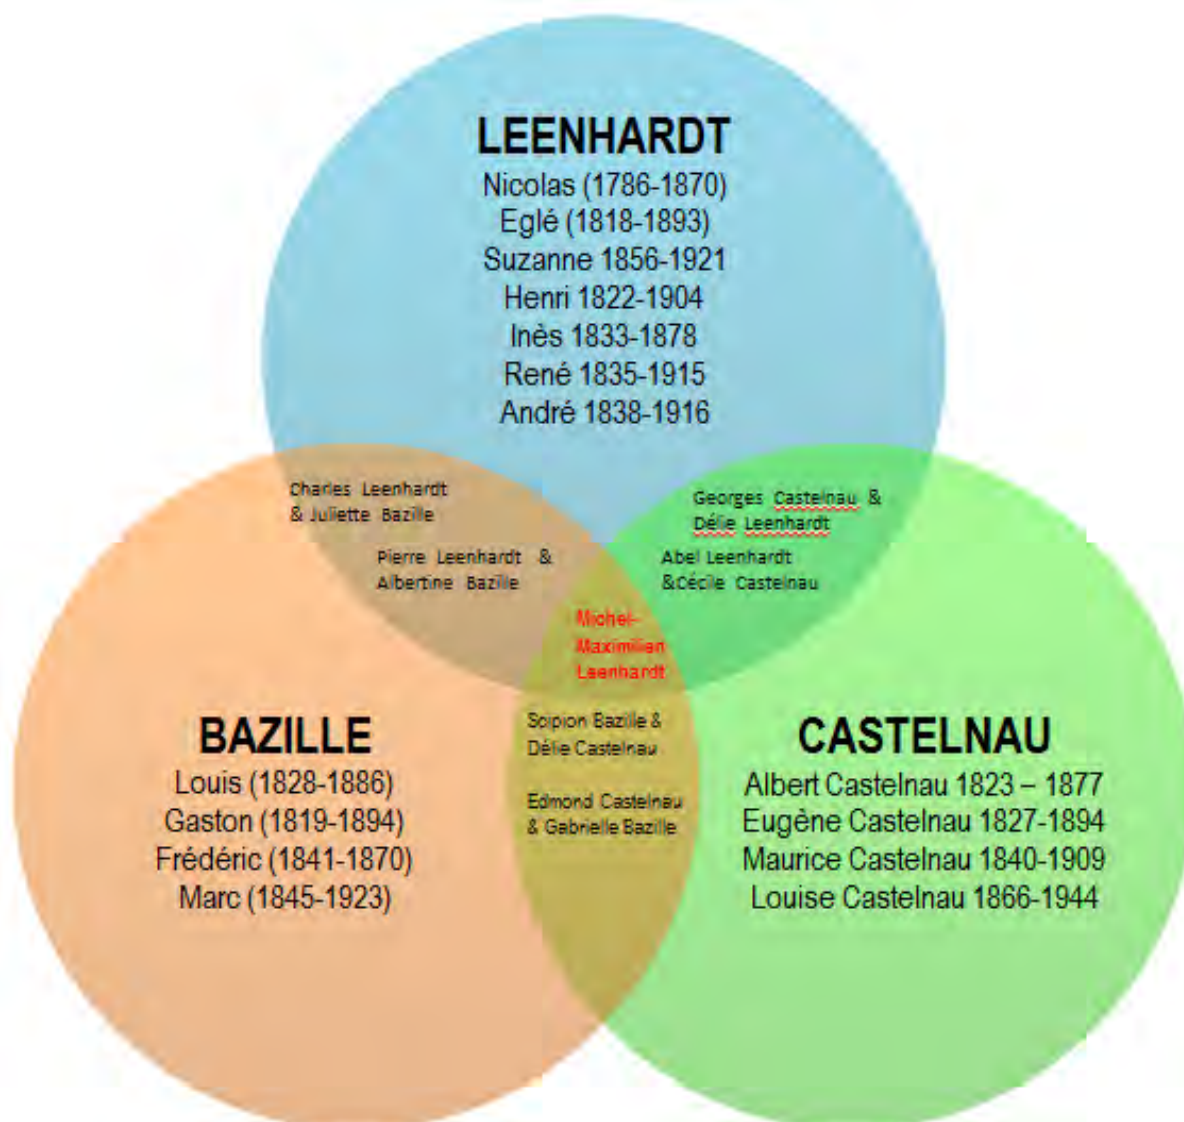 LEENHARDT
Nicolas (1786-1870)
Eglé (1818-1893)
Suzanne 1856-1921
Henri 1822-1904
Inès 1833-1878
René 1835-1915
André 1838-1916
Charles Leenhardt
& Juliette Bazille
Pierre Leenhardt &
Albertine Bazille
Georges Castelnau &
Délie Leenhardt
Abel Leenhardt
&Cécile Castelnau
Michel-
Maximilien
Leenhardt
Scipion Bazille &
Délie Castelnau
Edmond Castelnau
& Gabrielle Bazille
BAZILLE
Louis (1828-1886)
Gaston (1819-1894)
Frédéric (1841-1870)
Marc (1845-1923)
CASTELNAU
Albert Castelnau 1823 – 1877
Eugène Castelnau 1827-1894
Maurice Castelnau 1840-1909
Louise Castelnau 1866-1944